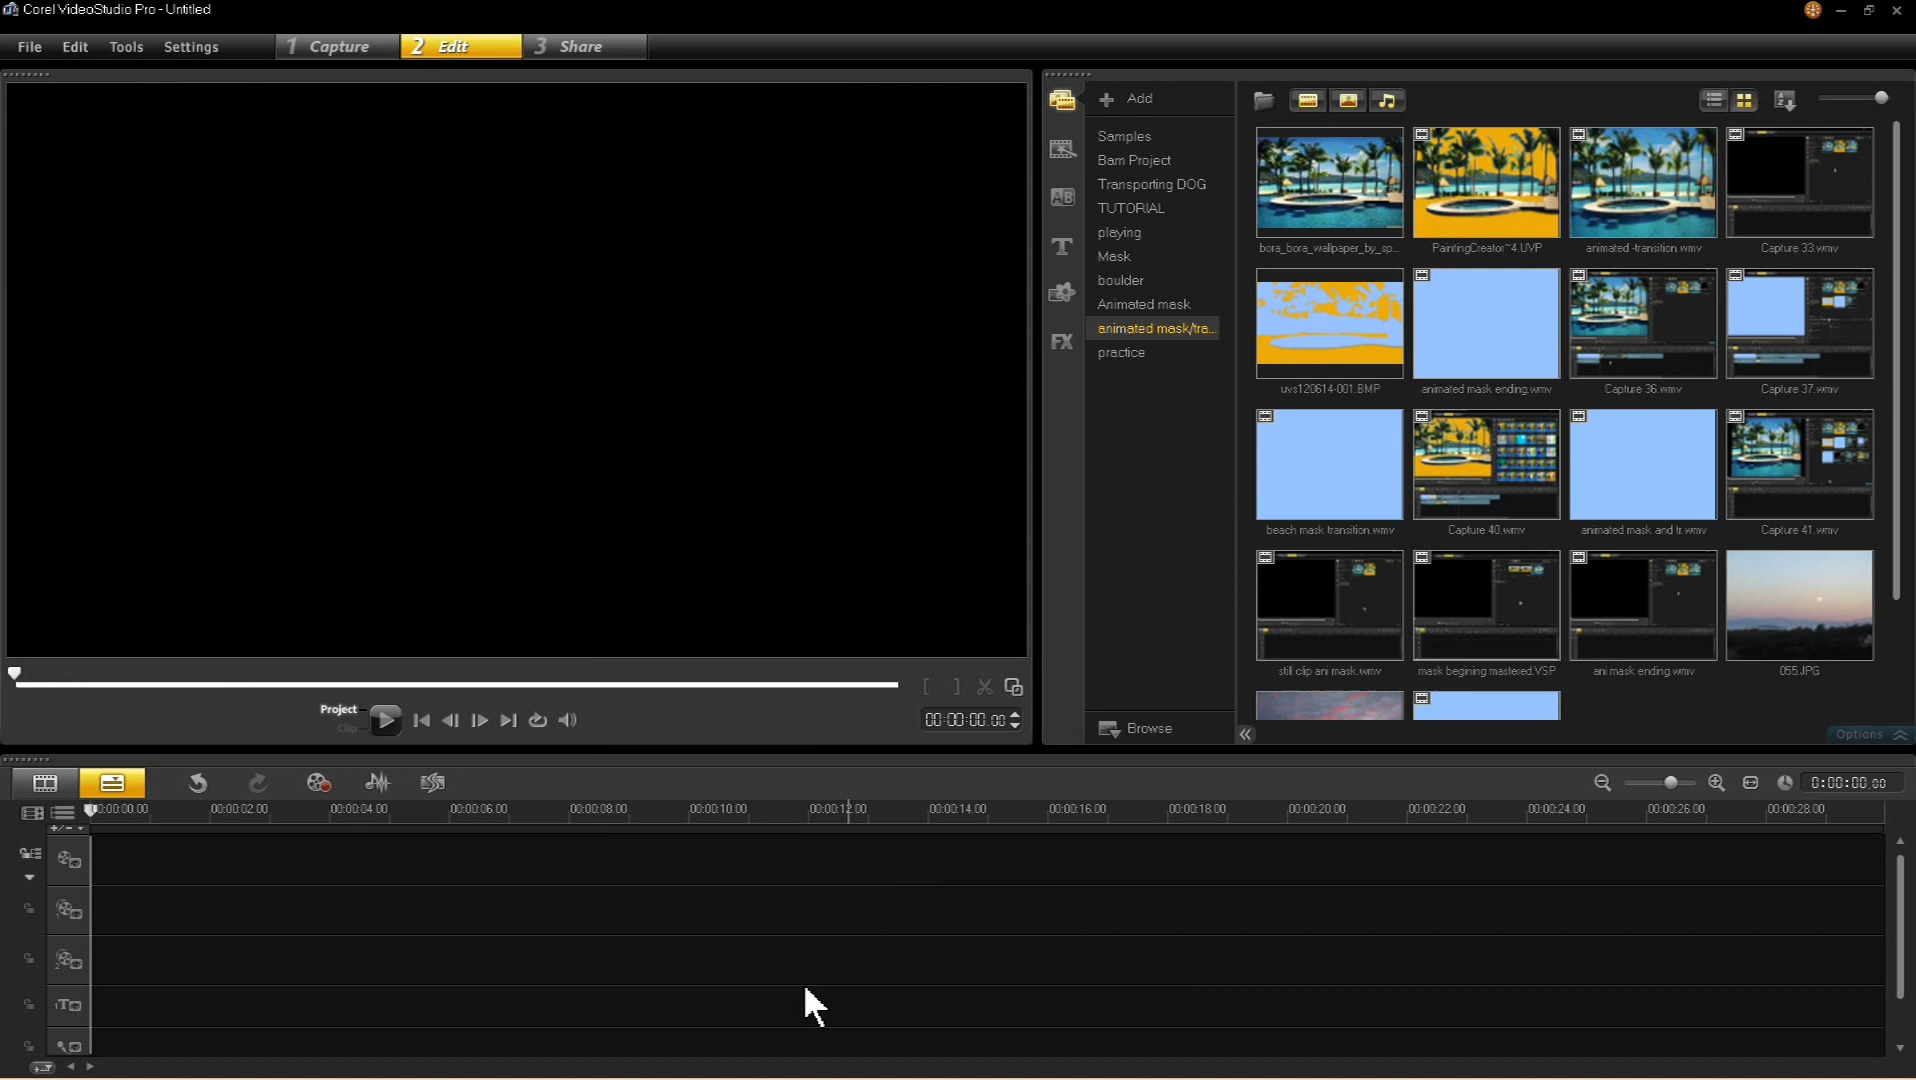 Corel VideoStudio Pro - Untitled
File Edit Tools Settings
1 Capture 2 Edit 3 Share
Add
Samples
Bam Project
Transporting DOG
TUTORIAL
playing
Mask
boulder
Animated mask
animated mask/tra...
practice
Browse
AB
T
FX
bora_bora_wallpaper_by_sp... PaintingCreator~4.UVP animated -transition.wmv Capture 33.wmv
uvs120614-001.BMP animated mask ending.wmv Capture 36.wmv Capture 37.wmv
beach mask transition.wmv Capture 40.wmv animated mask and tr.wmv Capture 41.wmv
still clip ani mask.wmv mask begining mastered.VSP ani mask ending.wmv 055.JPG
Options
Project
Clip
00:00:00.00
0:00:00.00
00:00:00.00 00:00:02.00 00:00:04.00 00:00:06.00 00:00:08.00 00:00:10.00 00:00:12.00 00:00:14.00 00:00:16.00 00:00:18.00 00:00:20.00 00:00:22.00 00:00:24.00 00:00:26.00 00:00:28.00
1
2
1T